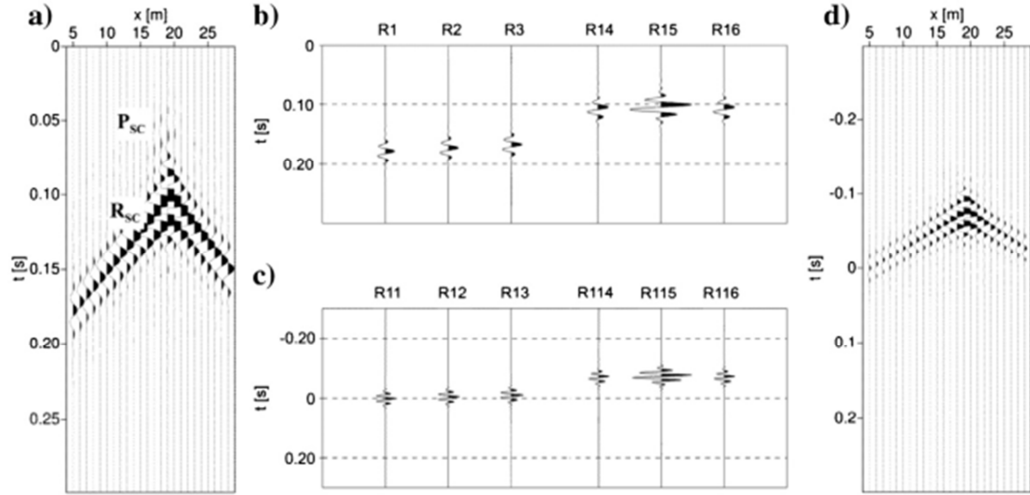 a)
x [m]
5 10 15 20 25
0
0.05
0.10
0.15
0.20
0.25
t [s]
P_SC
R_SC
b)
R1 R2 R3 R14 R15 R16
0
0.10
0.20
t [s]
c)
R11 R12 R13 R114 R115 R116
-0.20
0
0.20
t [s]
d)
x [m]
5 10 15 20 25
-0.2
-0.1
0
0.1
0.2
t [s]